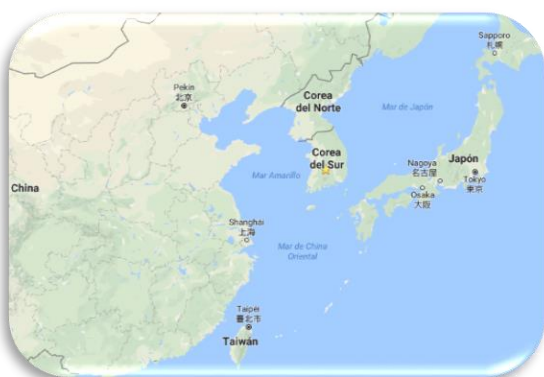 Sapporo
札幌
Pekín
北京
Corea
del Norte
Mar de Japón
Corea
del Sur
Nagoya
名古屋
Japón
Mar Amarillo
Tokyo
東京
China
Osaka
大阪
Shanghái
上海
Mar de China
Oriental
Taipéi
臺北市
Taiwán